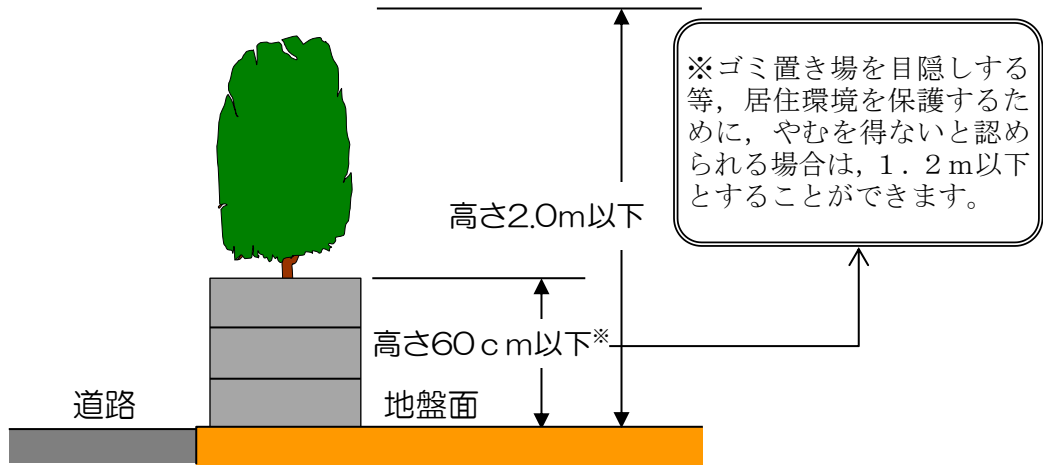 ※ゴミ置き場を目隠しする
等，居住環境を保護するた
めに，やむを得ないと認め
られる場合は，１．２ｍ以下
とすることができます。
高さ2.0m以下
高さ60ｃｍ以下※
道路
地盤面